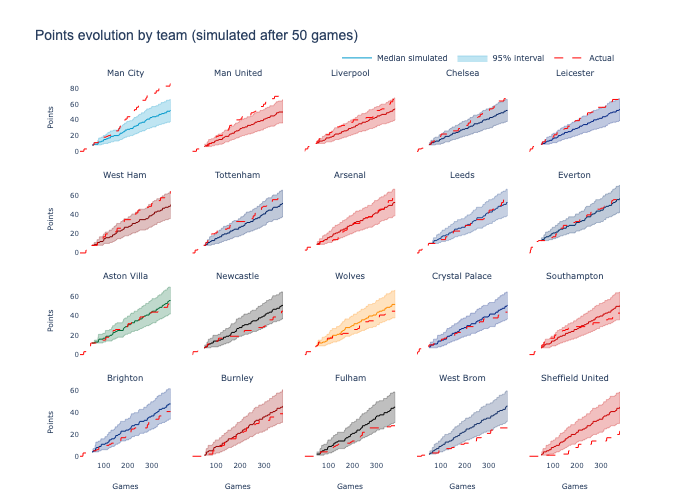 Points evolution by team (simulated after 50 games)
Median simulated 95% interval Actual
Man City Man United Liverpool Chelsea Leicester
80
60
40
20
0
Points
West Ham Tottenham Arsenal Leeds Everton
60
40
20
0
Points
Aston Villa Newcastle Wolves Crystal Palace Southampton
60
40
20
0
Points
Brighton Burnley Fulham West Brom Sheffield United
60
40
20
0
Points
100 200 300 100 200 300 100 200 300 100 200 300 100 200 300
Games Games Games Games Games